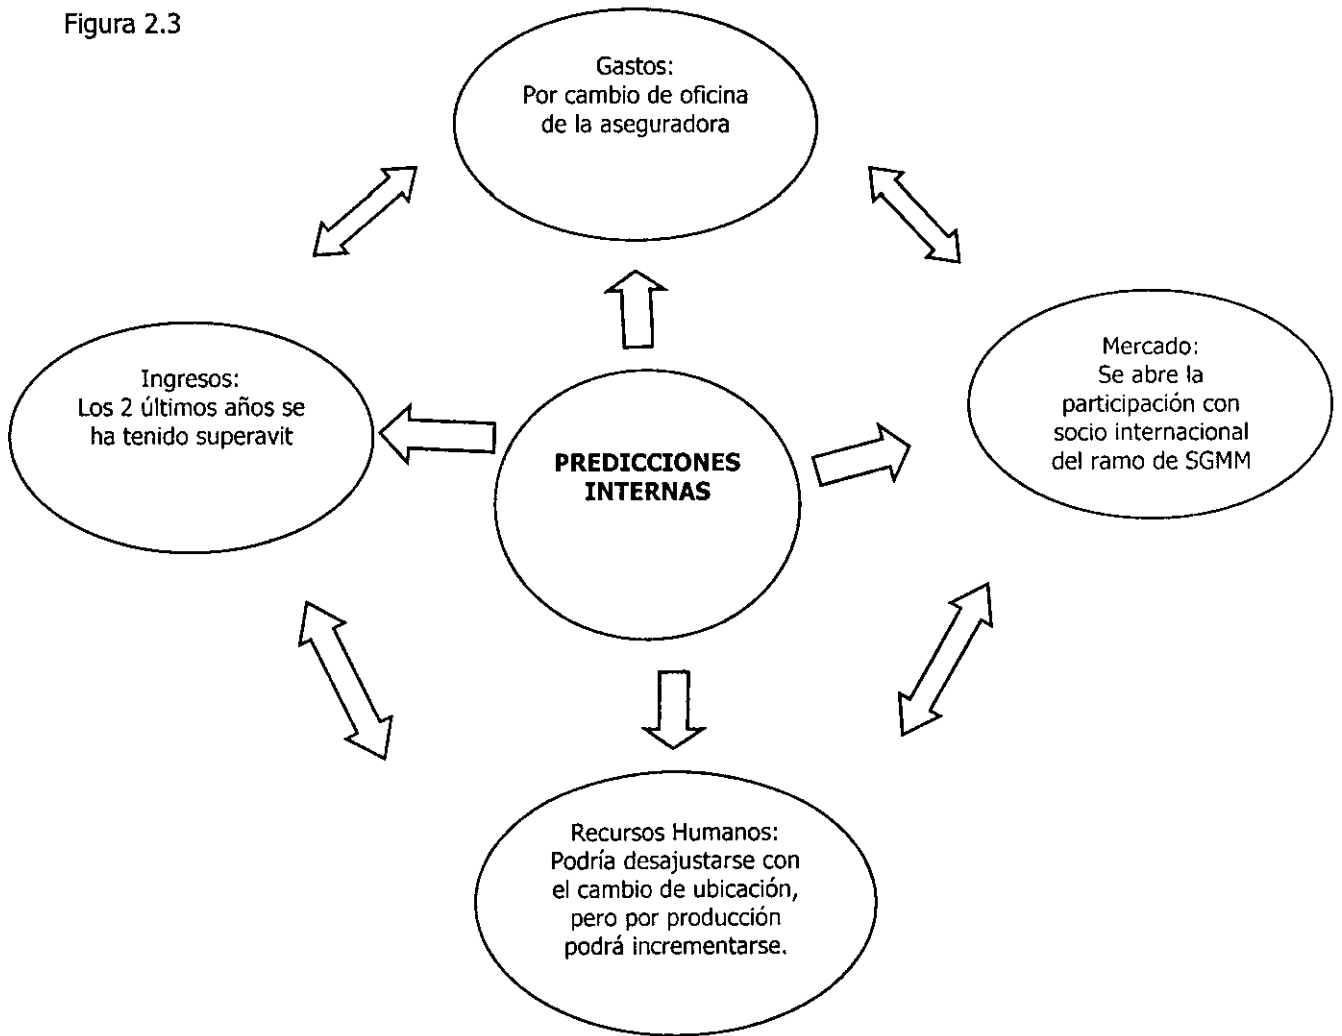 Figura 2.3
Gastos:
Por cambio de oficina
de la aseguradora
Ingresos:
Los 2 últimos años se
ha tenido superavit
PREDICCIONES
INTERNAS
Mercado:
Se abre la
participación con
socio internacional
del ramo de SGMM
Recursos Humanos:
Podría desajustarse con
el cambio de ubicación,
pero por producción
podrá incrementarse.